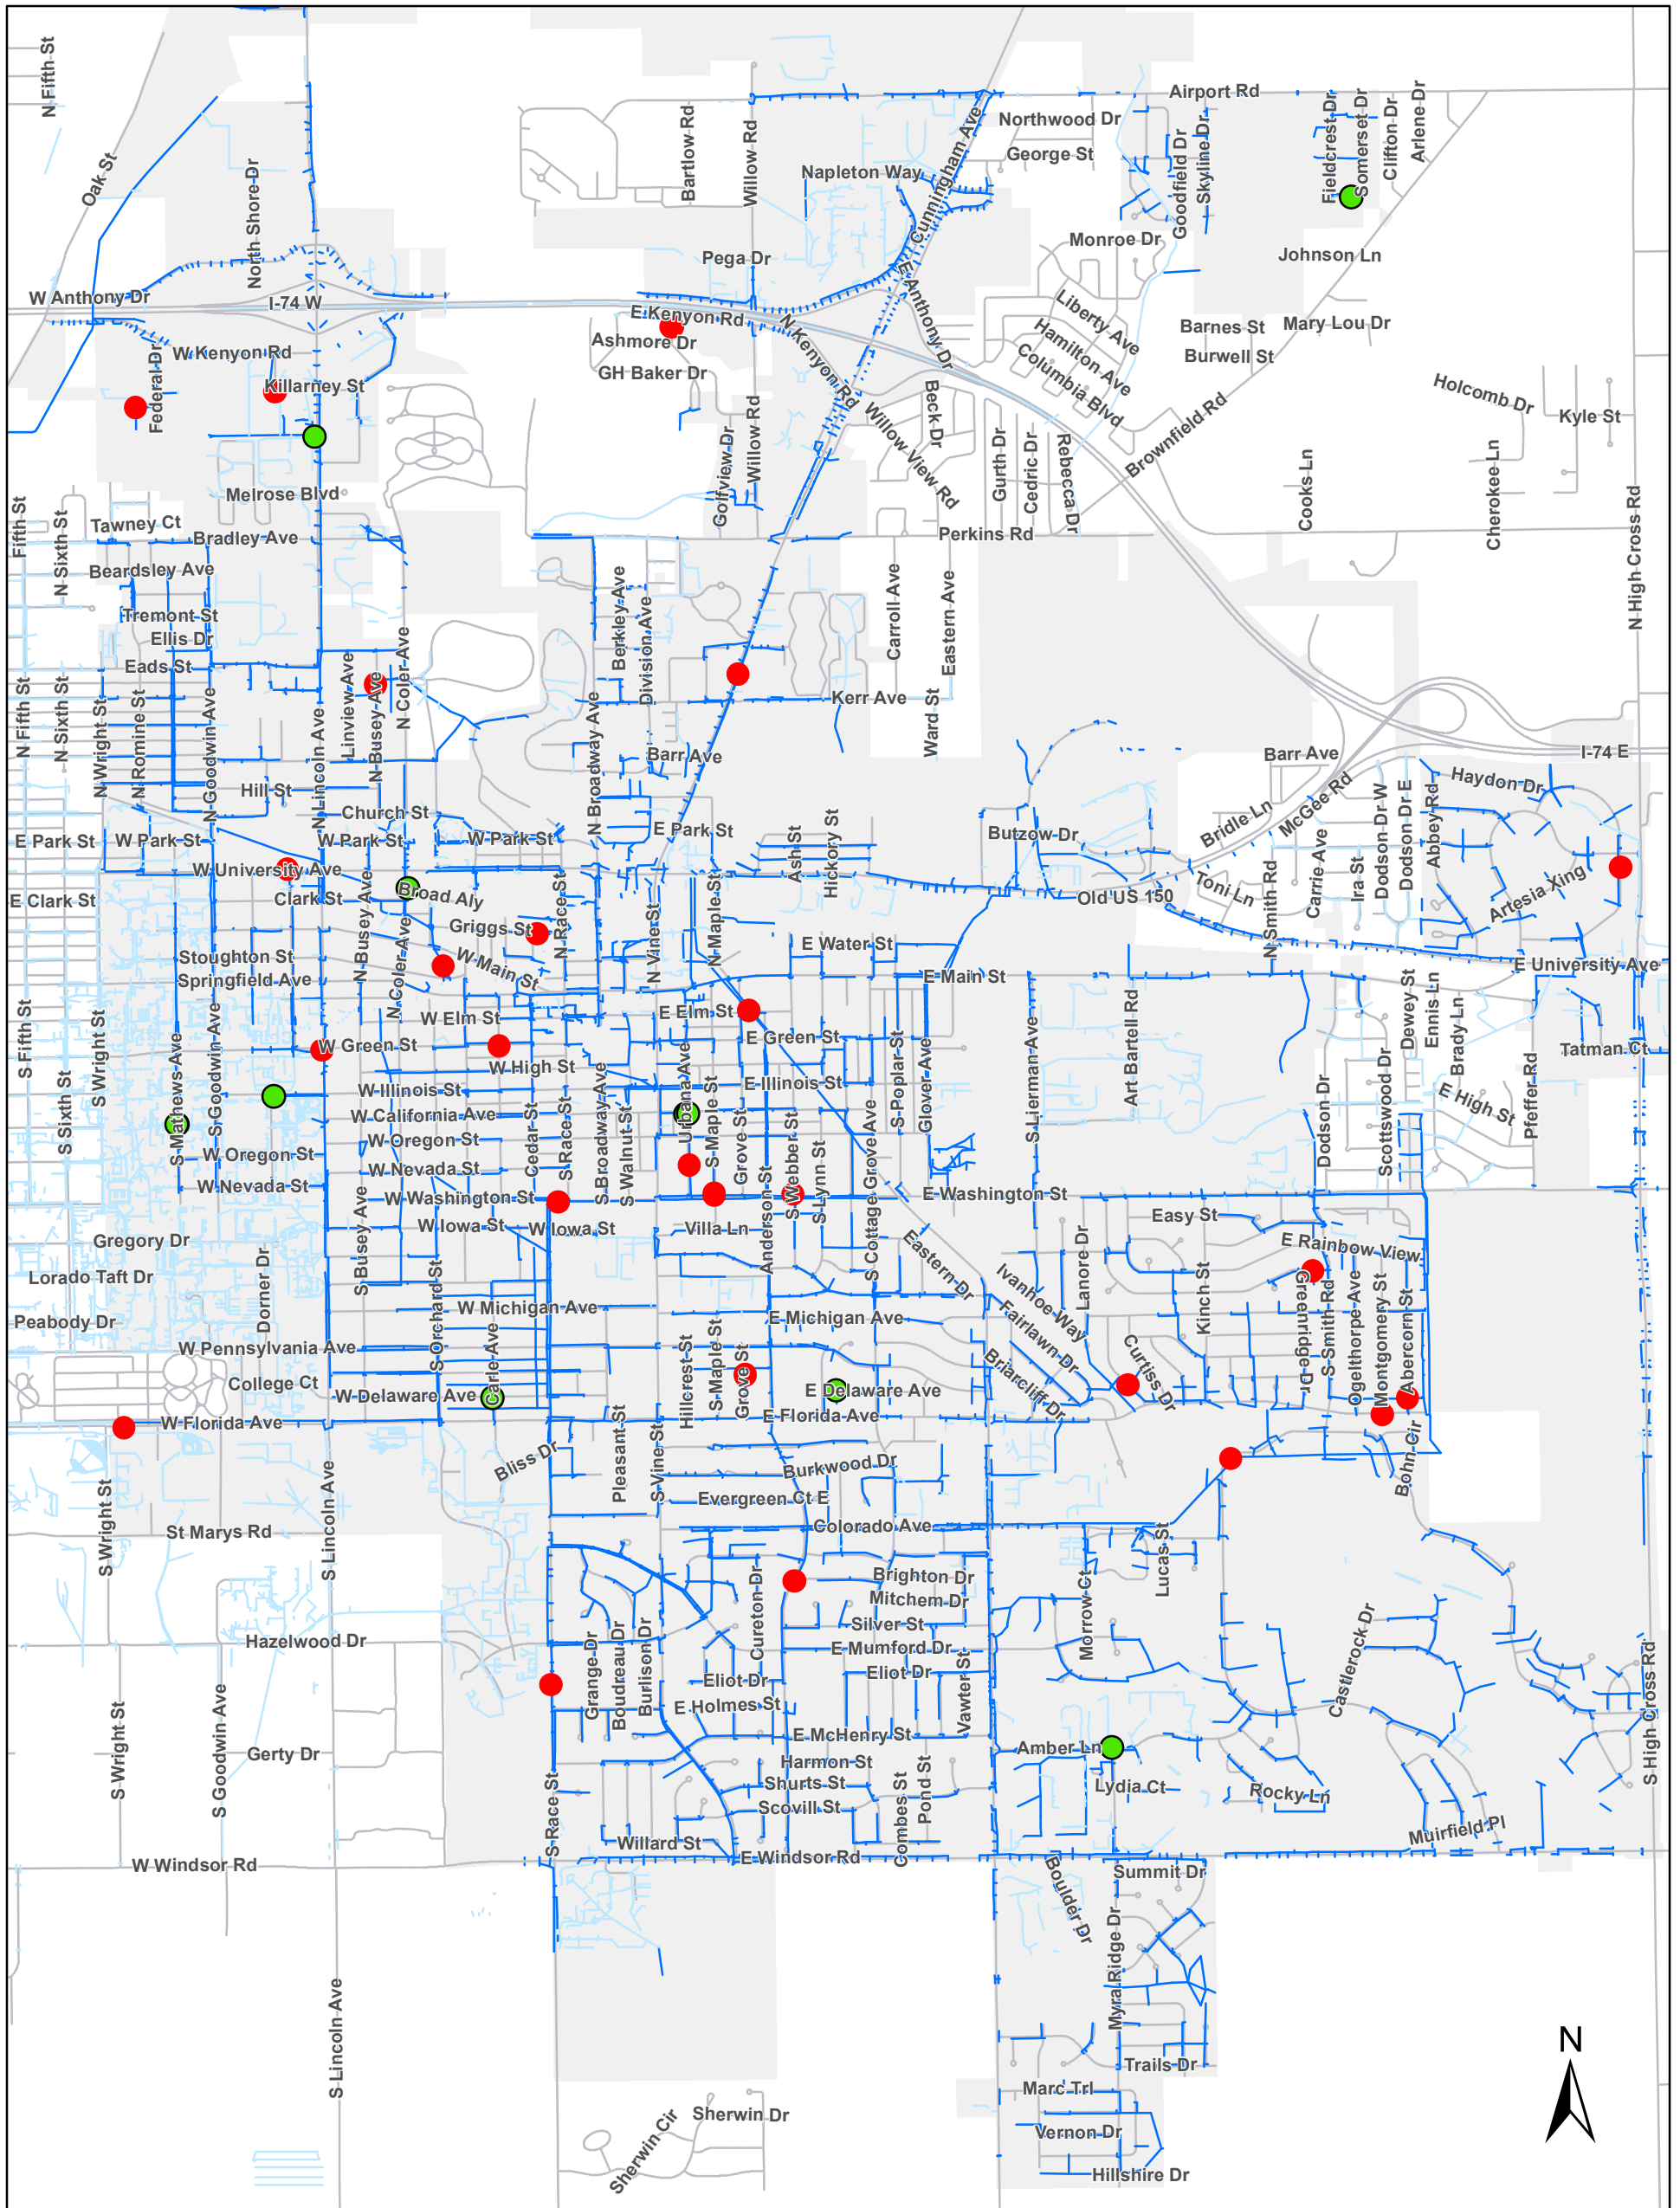 N Fifth St
Oak St
North Shore Dr
Bartlow Rd
Willow Rd
Napleton Way
Cunningham Ave
Airport Rd
Northwood Dr
George St
Goodfield Dr
Skyline Dr
Fieldcrest Dr
Somerset Dr
Clifton Dr
Arlene Dr
Monroe Dr
Johnson Ln
Pega Dr
W Anthony Dr
I-74 W
E Kenyon Rd
N Kenyon Rd
E Anthony Dr
Liberty Ave
Hamilton Ave
Columbia Blvd
Barnes St
Mary Lou Dr
Burwell St
Ashmore Dr
GH Baker Dr
W Kenyon Rd
Federal Dr
Killarney St
Willow View Rd
Beck Dr
Golfview Dr
Willow Rd
Gurth Dr
Cedric Dr
Rebecca Dr
Brownfield Rd
Holcomb Dr
Kyle St
Cooks Ln
Cherokee Ln
N High Cross Rd
Melrose Blvd
Tawney Ct
Bradley Ave
Perkins Rd
Fifth St
N Sixth St
Beardsley Ave
Tremont St
Ellis Dr
Eads St
Berkley Ave
Division Ave
Carroll Ave
Eastern Ave
N Fifth St
N Sixth St
N Wright St
N Romine St
N Goodwin Ave
N Lincoln Ave
Linview Ave
N Busey Ave
N Coler Ave
N Broadway Ave
Kerr Ave
Ward St
Barr Ave
Barr Ave
I-74 E
Hill St
Church St
Haydon Dr
McGee Rd
Bridle Ln
Dodson Dr W
Dodson Dr E
Abbey Rd
E Park St
W Park St
W Park St
W Park St
E Park St
Ash St
Hickory St
Butzow Dr
W University Ave
Broad Aly
Clark St
E Clark St
Old US 150
Toni Ln
Carrie Ave
Ira St
Artesia Xing
N Smith Rd
Griggs St
N Race St
N Vine St
N Maple St
E Water St
Stoughton St
Springfield Ave
N Busey Ave
N Coler Ave
W Main St
E Main St
E University Ave
W Elm St
E Elm St
W Green St
E Green St
W High St
S Fifth St
S Sixth St
S Wright St
S Mathews Ave
S Goodwin Ave
W Illinois St
E Illinois St
W California Ave
W Oregon St
W Oregon St
W Nevada St
W Nevada St
Cedar St
S Race St
S Broadway Ave
S Walnut St
Urbana Ave
S Maple St
Grove St
Anderson St
S Webber St
S Lynn St
S Cottage Grove Ave
S Poplar St
Glover Ave
S Lierman Ave
Art Bartell Rd
Dodson Dr
Scottswood Dr
Dewey St
Ennis Ln
Brady Ln
E High St
Pfeffer Rd
Tatman Ct
W Washington St
E Washington St
W Iowa St
W Iowa St
Villa Ln
Easy St
E Rainbow View
Gregory Dr
Lorado Taft Dr
Peabody Dr
Dorner Dr
S Busey Ave
S Orchard St
Eastern Dr
Ivanhoe Way
Lanore Dr
Kinch St
Greenridge Dr
S Smith Rd
Ogelthorpe Ave
Montgomery St
Abercorn St
W Michigan Ave
E Michigan Ave
Fairlawn Dr
Briarcliff Dr
Curtiss Dr
W Pennsylvania Ave
College Ct
W Delaware Ave
Carle Ave
Hillcrest St
S Maple St
Grove St
E Delaware Ave
W Florida Ave
E Florida Ave
Bliss Dr
Pleasant St
S Vine St
Burkwood Dr
Evergreen Ct E
Bohn Cir
S Wright St
St Marys Rd
S Lincoln Ave
Colorado Ave
Lucas St
Brighton Dr
Mitchem Dr
Silver St
E Mumford Dr
Cureton Dr
Morrow Ct
Hazelwood Dr
Grange Dr
Boudreau Dr
Burlison Dr
Eliot Dr
Eliot Dr
E Holmes St
Vawter St
Castlerock Dr
S High Cross Rd
S Wright St
S Goodwin Ave
Gerty Dr
E McHenry St
Harmon St
Shurts St
Scovill St
Amber Ln
Lydia Ct
Rocky Ln
Muirfield Pl
S Race St
Willard St
Combes St
Pond St
W Windsor Rd
E Windsor Rd
Boulder Dr
Summit Dr
Myra Ridge Dr
S Lincoln Ave
Trails Dr
Marc Trl
Vernon Dr
Hillshire Dr
Sherwin Cir
Sherwin Dr
N